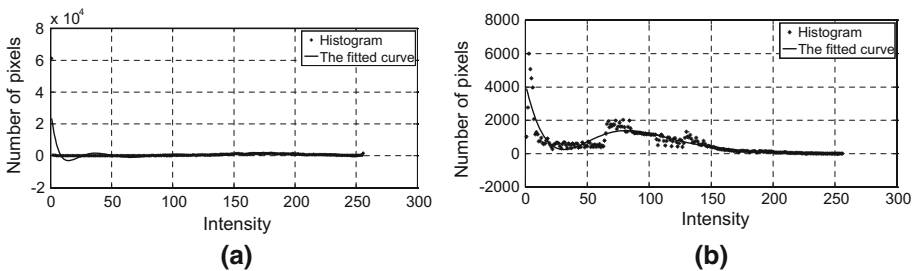 x 10⁴
8
6
4
2
0
-2
Number of pixels
Histogram
The fitted curve
0 50 100 150 200 250 300
Intensity
(a)
8000
6000
4000
2000
0
-2000
Number of pixels
Histogram
The fitted curve
0 50 100 150 200 250 300
Intensity
(b)